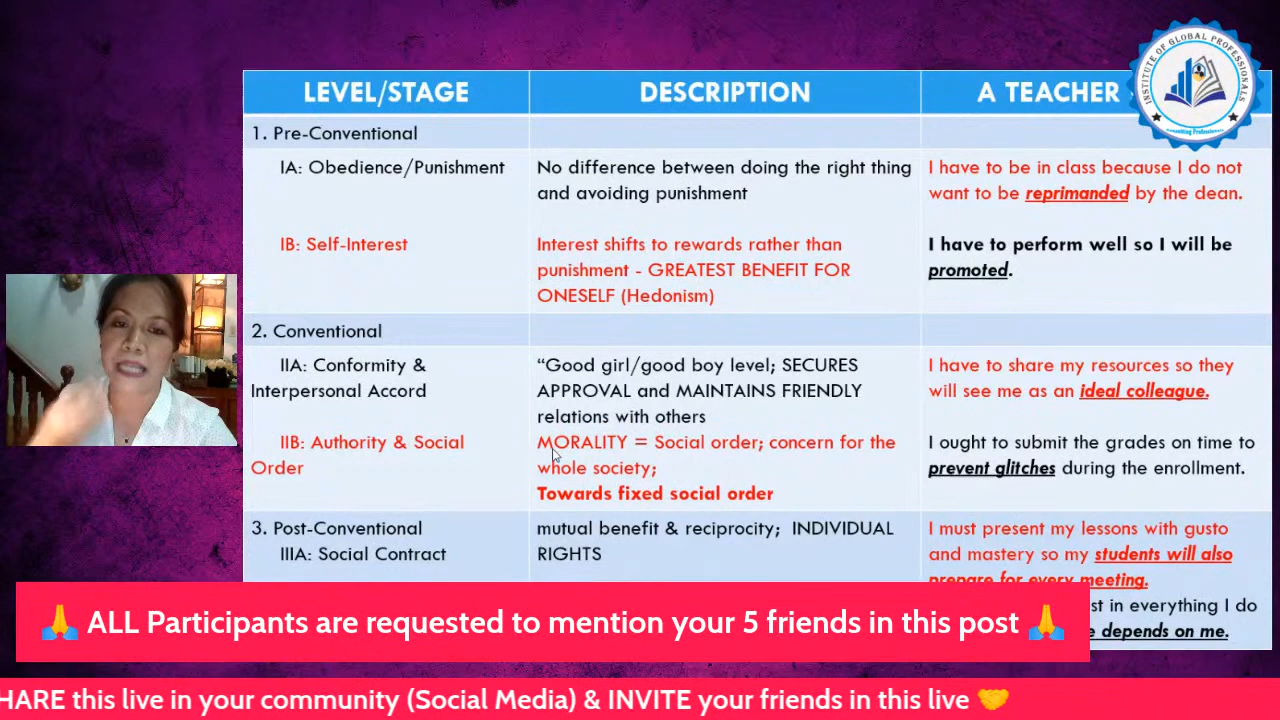 LEVEL/STAGE
DESCRIPTION
A TEACHER
INSTITUTE OF GLOBAL PROFESSIONALS
1. Pre-Conventional
IA: Obedience/Punishment
No difference between doing the right thing
and avoiding punishment
I have to be in class because I do not
want to be reprimanded by the dean.
IB: Self-Interest
Interest shifts to rewards rather than
punishment - GREATEST BENEFIT FOR
ONESELF (Hedonism)
I have to perform well so I will be
promoted.
2. Conventional
IIA: Conformity &
Interpersonal Accord
“Good girl/good boy level; SECURES
APPROVAL and MAINTAINS FRIENDLY
relations with others
I have to share my resources so they
will see me as an ideal colleague.
IIB: Authority & Social
Order
MORALITY = Social order; concern for the
whole society;
Towards fixed social order
I ought to submit the grades on time to
prevent glitches during the enrollment.
3. Post-Conventional
IIIA: Social Contract
mutual benefit & reciprocity; INDIVIDUAL
RIGHTS
I must present my lessons with gusto
and mastery so my students will also
prepare for every meeting.
in everything I do
depends on me.
🙏 ALL Participants are requested to mention your 5 friends in this post 🙏
HARE this live in your community (Social Media) & INVITE your friends in this live 🤝